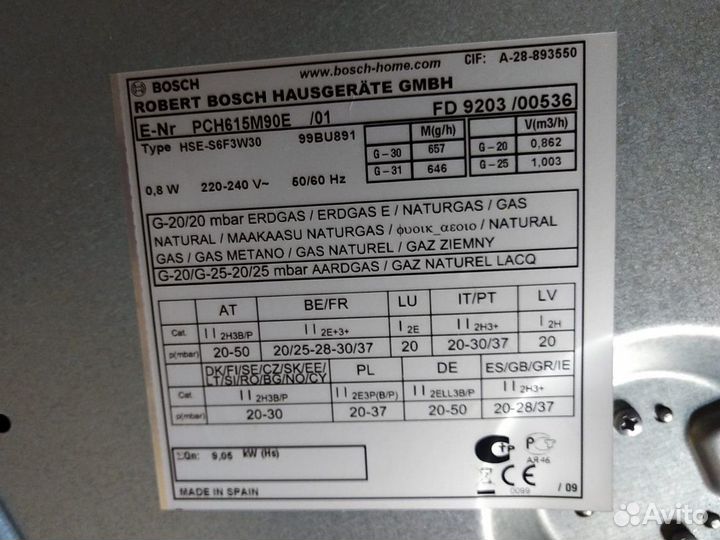 www.bosch-home.com CIF: A-28-893550
BOSCH
ROBERT BOSCH HAUSGERÄTE GMBH
E-Nr PCH615M90E /01 FD 9203 /00536
Type HSE-S6F3W30 99BU891
M(g/h) V(m3/h)
G-30 657 G-20 0,862
G-31 646 G-25 1,003
0,8 W 220-240 V~ 50/60 Hz
G-20/20 mbar ERDGAS / ERDGAS E / NATURGAS / GAS
NATURAL / MAAKAASU NATURGAS / φυσικ_αεοιο / NATURAL
GAS / GAS METANO / GAS NATUREL / GAZ ZIEMNY
G-20/G-25-20/25 mbar AARDGAS / GAZ NATUREL LACQ
AT BE/FR LU IT/PT LV
Cat. II 2H3B/P II 2E+3+ I 2E II 2H3+ I 2H
p(mbar) 20-50 20/25-28-30/37 20 20-30/37 20
DK/FI/SE/CZ/SK/EE/
LT/SI/RO/BG/NO/CY PL DE ES/GB/GR/IE
Cat. II 2H3B/P II 2E3P(B/P) II 2ELL3B/P II 2H3+
p(mbar) 20-30 20-37 20-50 20-28/37
ΣQn: 9,05 kW (Hs)
AR46
CE
0099
MADE IN SPAIN / 09
Avito